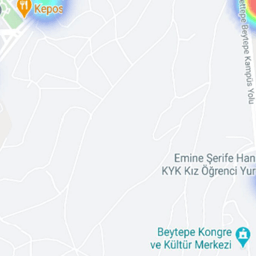 Kepos
Beytepe Kampüs Yolu
Emine Şerife Han
KYK Kız Öğrenci Yur
Beytepe Kongre
ve Kültür Merkezi